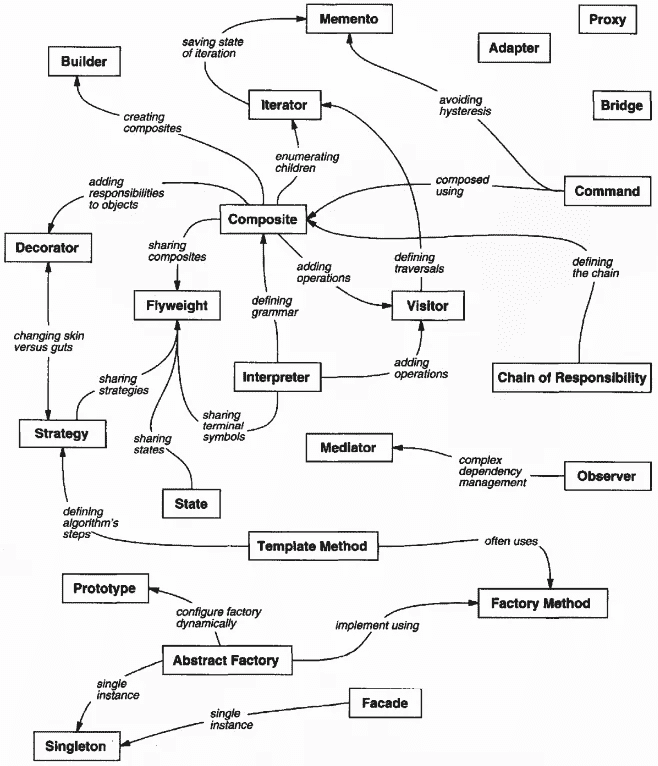 Memento
Proxy
saving state
of iteration
Adapter
Builder
Iterator
avoiding
hysteresis
Bridge
creating
composites
enumerating
children
adding
responsibilities
to objects
composed
using
Command
Composite
Decorator
sharing
composites
adding
operations
defining
traversals
defining
the chain
Flyweight
defining
grammar
Visitor
changing skin
versus guts
sharing
strategies
Interpreter
adding
operations
Chain of Responsibility
sharing
terminal
symbols
Strategy
sharing
states
Mediator
complex
dependency
management
Observer
State
defining
algorithm's
steps
Template Method
often uses
Prototype
Factory Method
configure factory
dynamically
implement using
Abstract Factory
single
instance
Facade
single
instance
Singleton